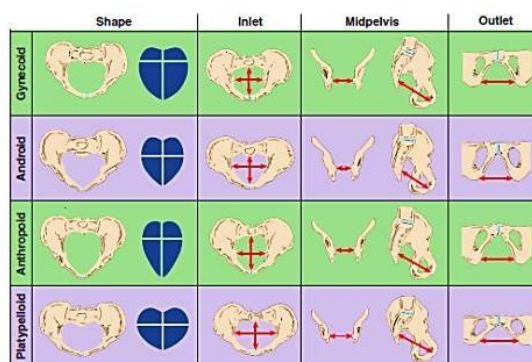 Shape Inlet Midpelvis Outlet
Gynecoid
Android
Anthropoid
Platypelloid